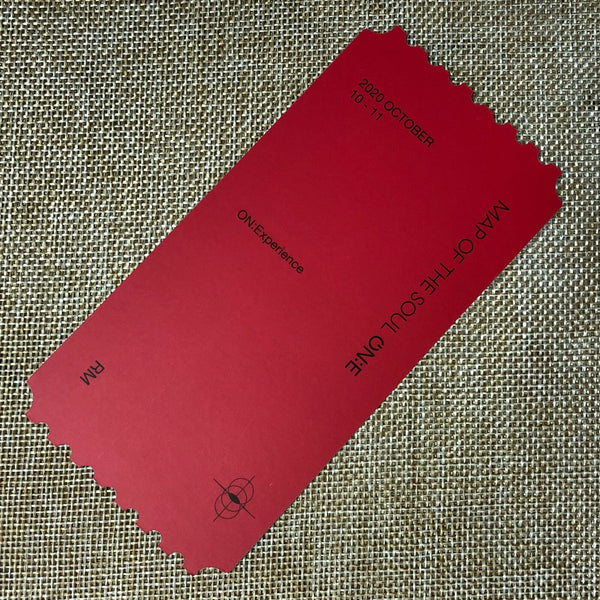 2020 OCTOBER
10 - 11
MAP OF THE SOUL ON:E
ON:Experience
RM